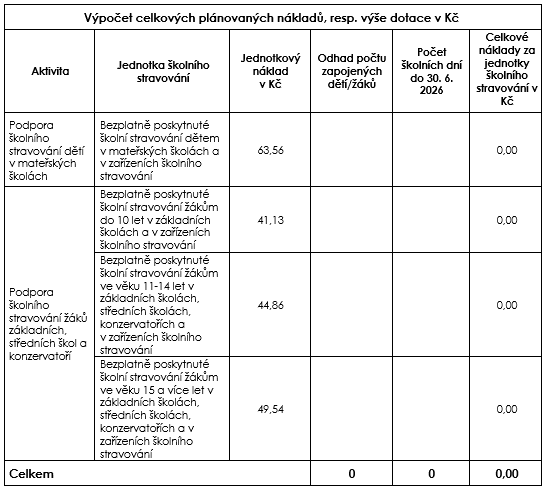 Výpočet celkových plánovaných nákladů, resp. výše dotace v Kč
Aktivita
Jednotka školního
stravování
Jednotkový
náklad
v Kč
Odhad počtu
zapojených
dětí/žáků
Počet
školních dní
do 30. 6.
2026
Celkové
náklady za
jednotky
školního
stravování v
Kč
Podpora
školního
stravování dětí
v mateřských
školách
Bezplatně poskytnuté
školní stravování dětem
v mateřských školách a
v zařízeních školního
stravování
63,56
0,00
Podpora
školního
stravování žáků
základních,
středních škol a
konzervatoří
Bezplatně poskytnuté
školní stravování žákům
do 10 let v základních
školách a v zařízeních
školního stravování
41,13
0,00
Bezplatně poskytnuté
školní stravování žákům
ve věku 11-14 let v
základních školách,
středních školách,
konzervatořích a
v zařízeních školního
stravování
44,86
0,00
Bezplatně poskytnuté
školní stravování žákům
ve věku 15 a více let v
základních školách,
středních školách,
konzervatořích a v
zařízeních školního
stravování
49,54
0,00
Celkem
0
0
0,00